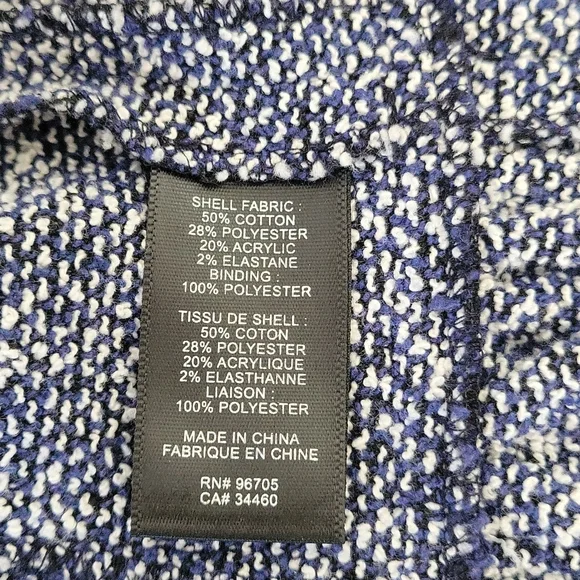 SHELL FABRIC :
50% COTTON
28% POLYESTER
20% ACRYLIC
2% ELASTANE
BINDING :
100% POLYESTER
TISSU DE SHELL :
50% COTON
28% POLYESTER
20% ACRYLIQUE
2% ELASTHANNE
LIAISON :
100% POLYESTER
MADE IN CHINA
FABRIQUE EN CHINE
RN# 96705
CA# 34460